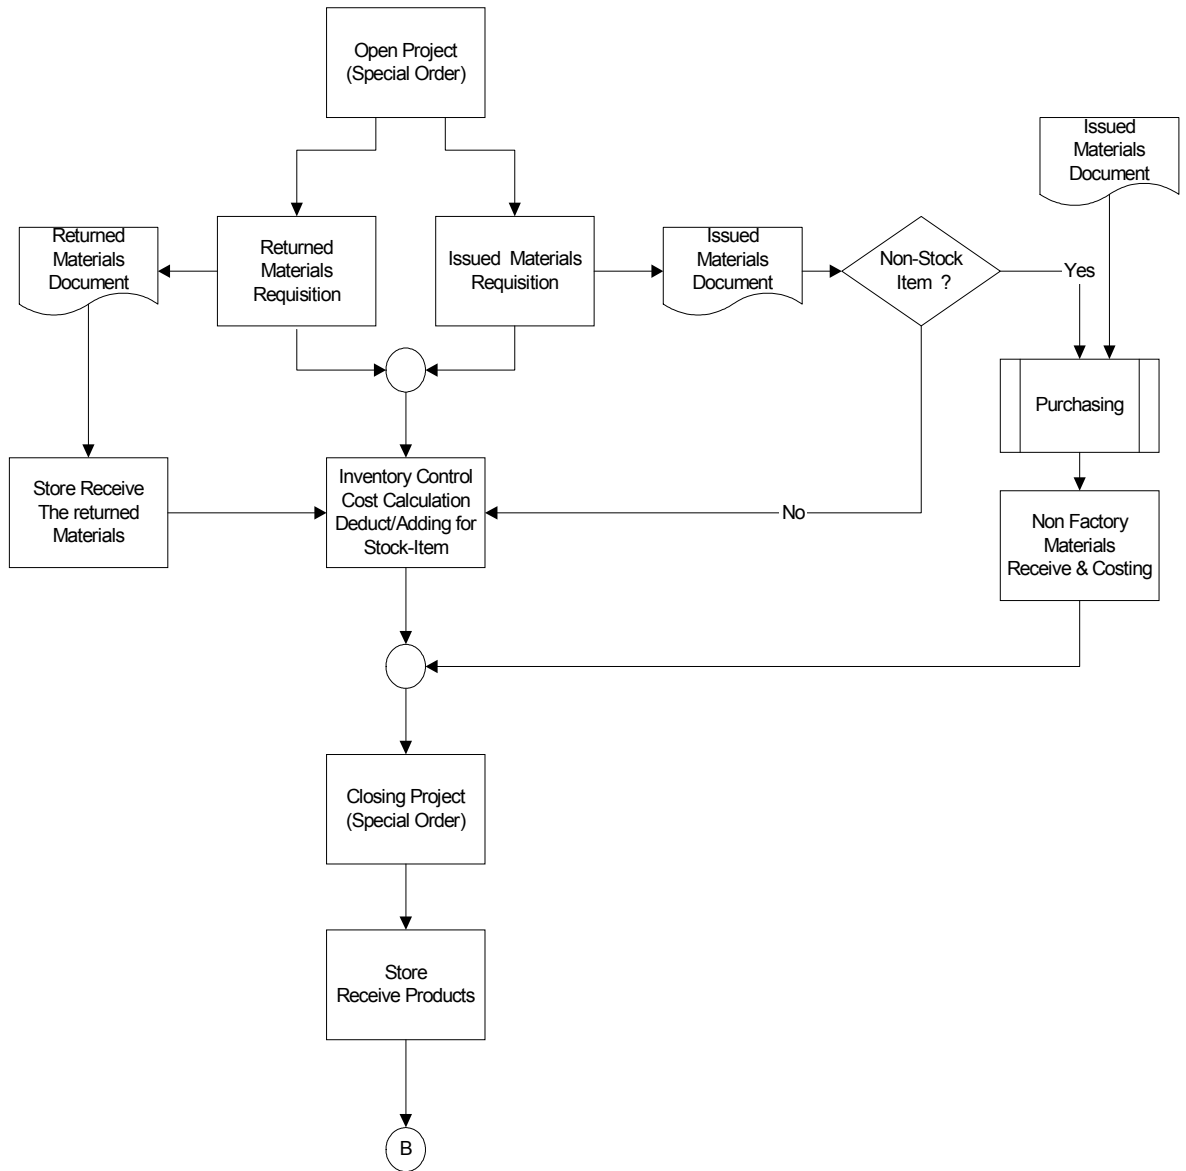 Open Project
(Special Order)
Issued
Materials
Document
Returned
Materials
Document
Returned
Materials
Requisition
Issued Materials
Requisition
Issued
Materials
Document
Non-Stock
Item ?
Yes
Purchasing
Store Receive
The returned
Materials
Inventory Control
Cost Calculation
Deduct/Adding for
Stock-Item
No
Non Factory
Materials
Receive & Costing
Closing Project
(Special Order)
Store
Receive Products
B